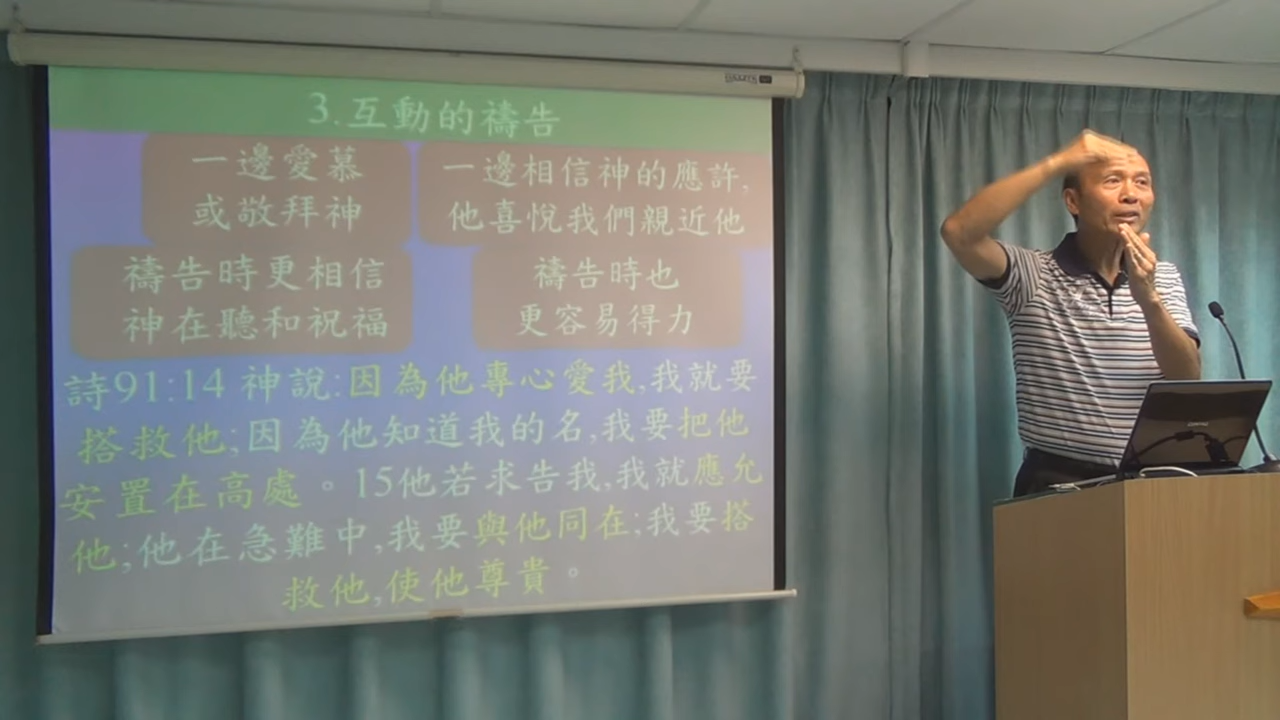 3.互動的禱告
一邊愛慕
或敬拜神
一邊相信神的應許,
他喜悅我們親近他
禱告時更相信
神在聽和祝福
禱告時也
更容易得力
詩91:14 神說:因為他專心愛我,我就要
搭救他;因為他知道我的名,我要把他
安置在高處。15他若求告我,我就應允
他;他在急難中,我要與他同在;我要搭
救他,使他尊貴。